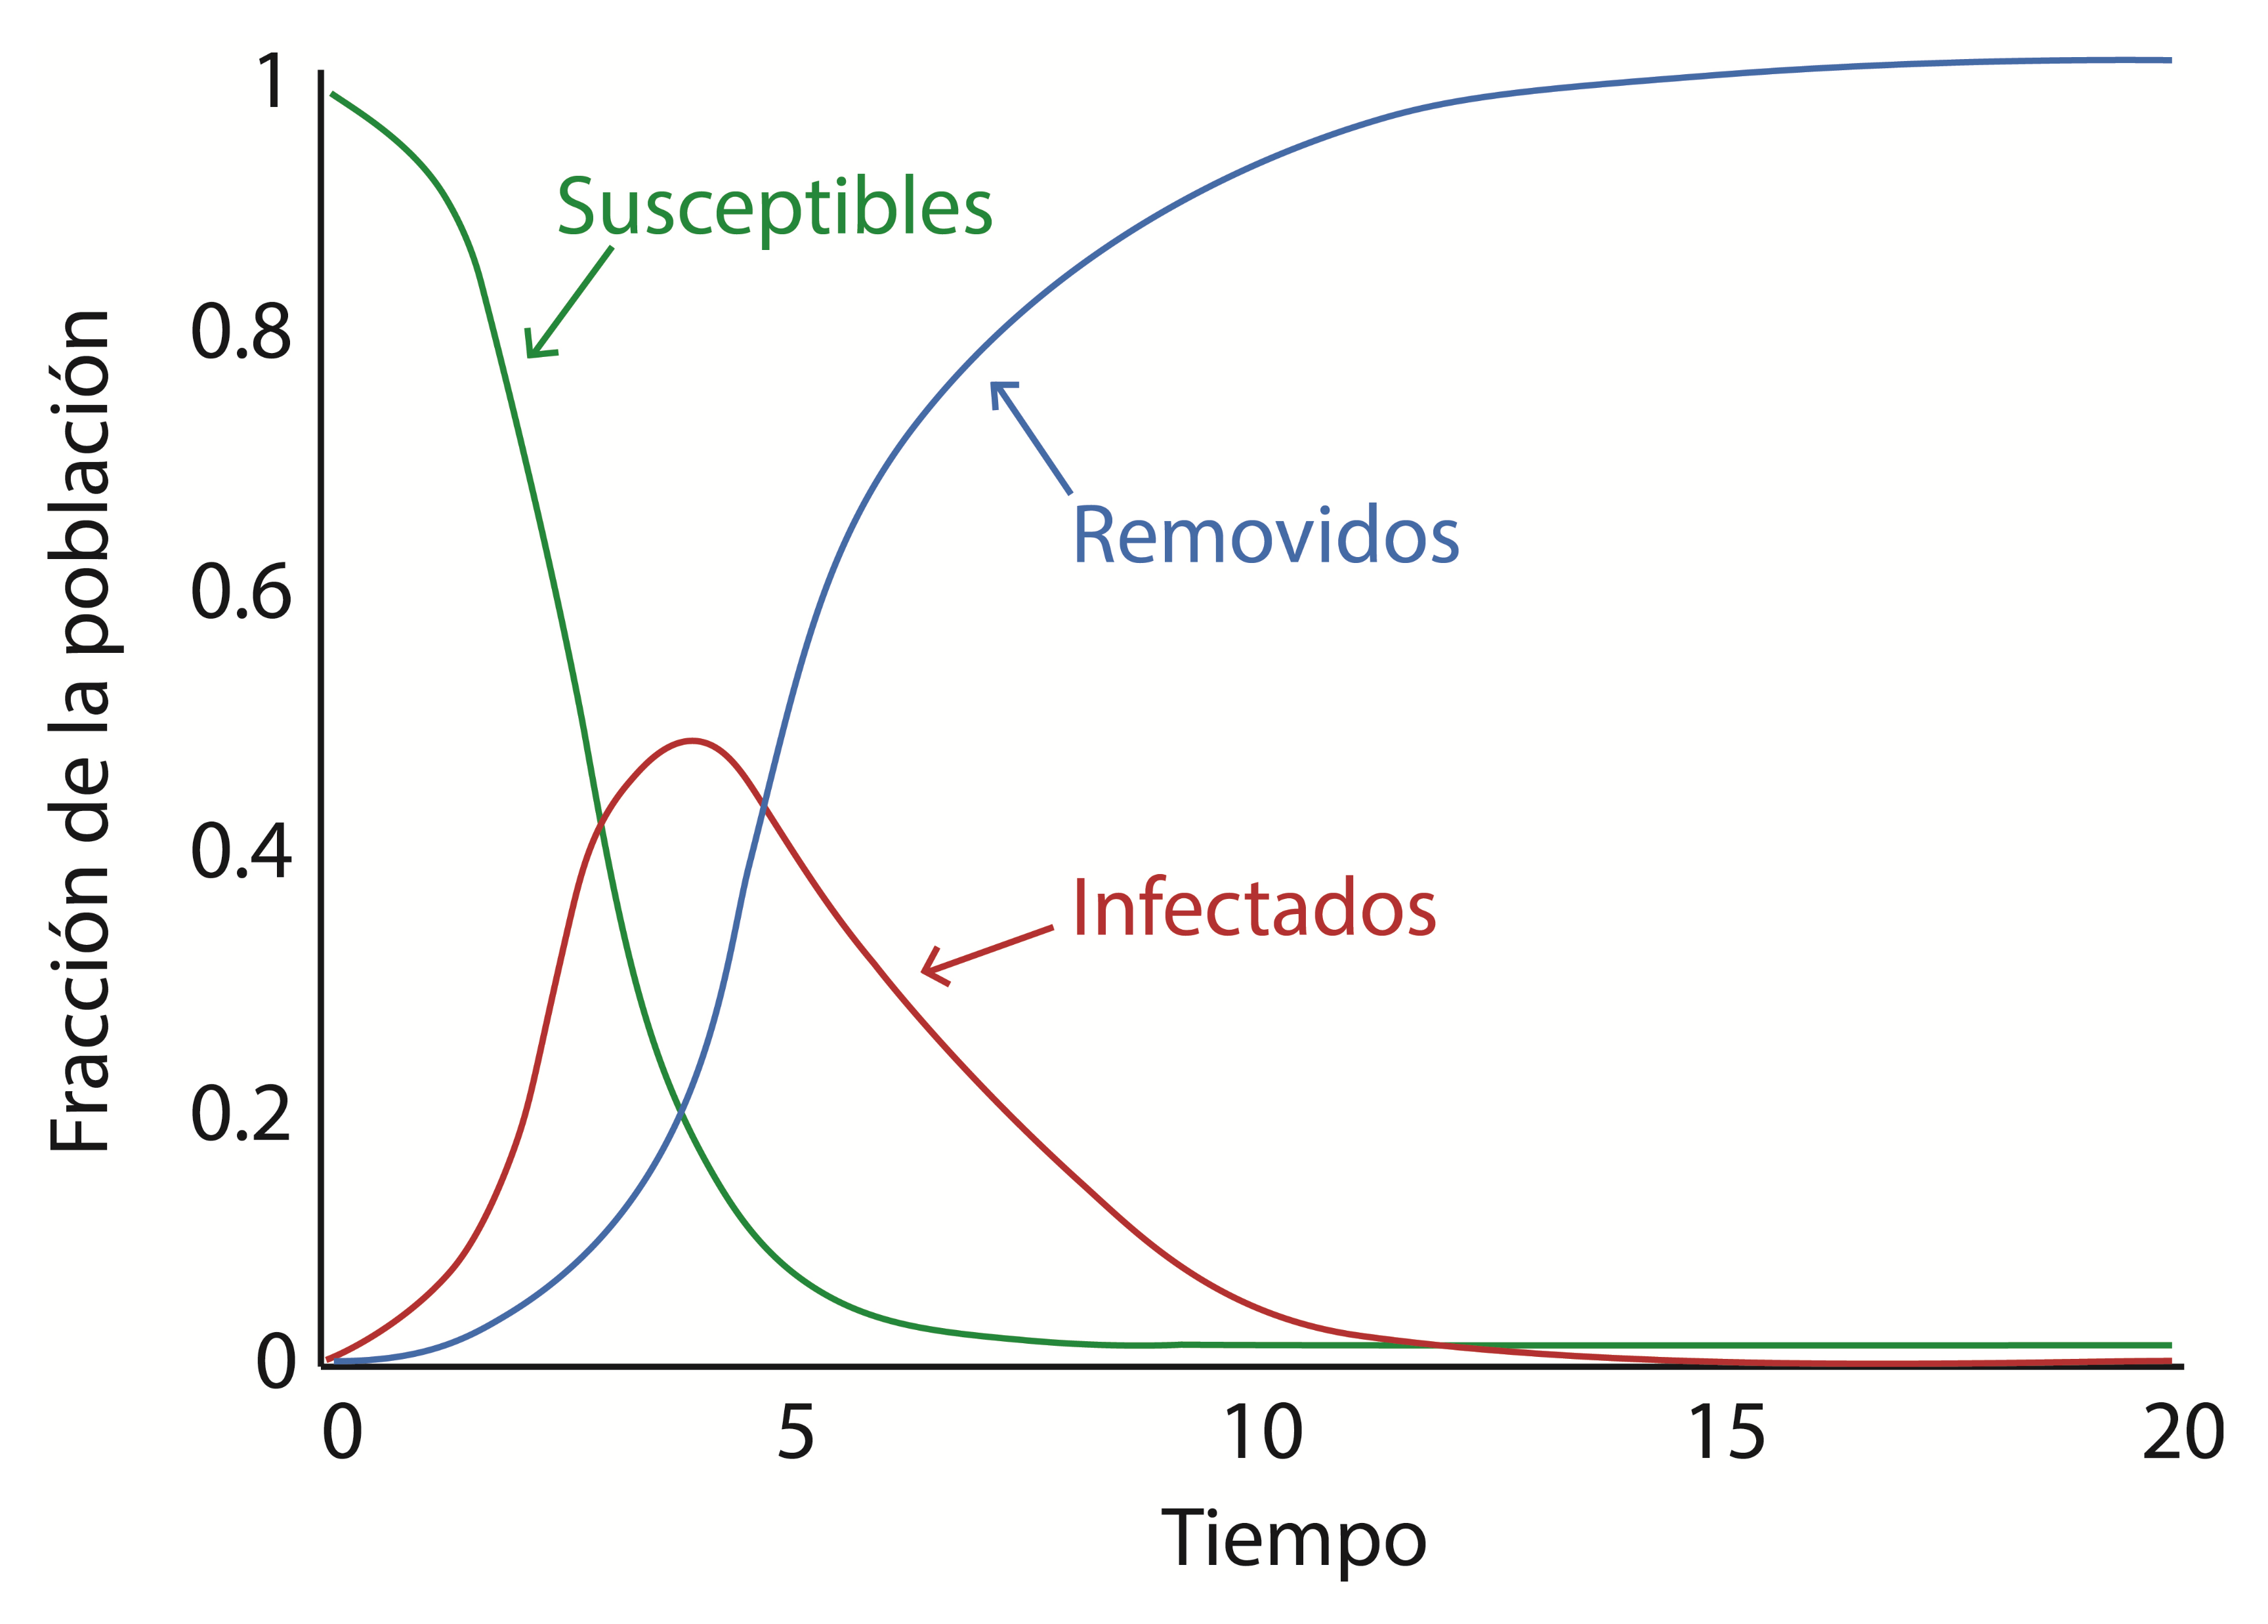 1
Susceptibles
0.8
Removidos
0.6
Fracción de la población
0.4
Infectados
0.2
0
0 5 10 15 20
Tiempo